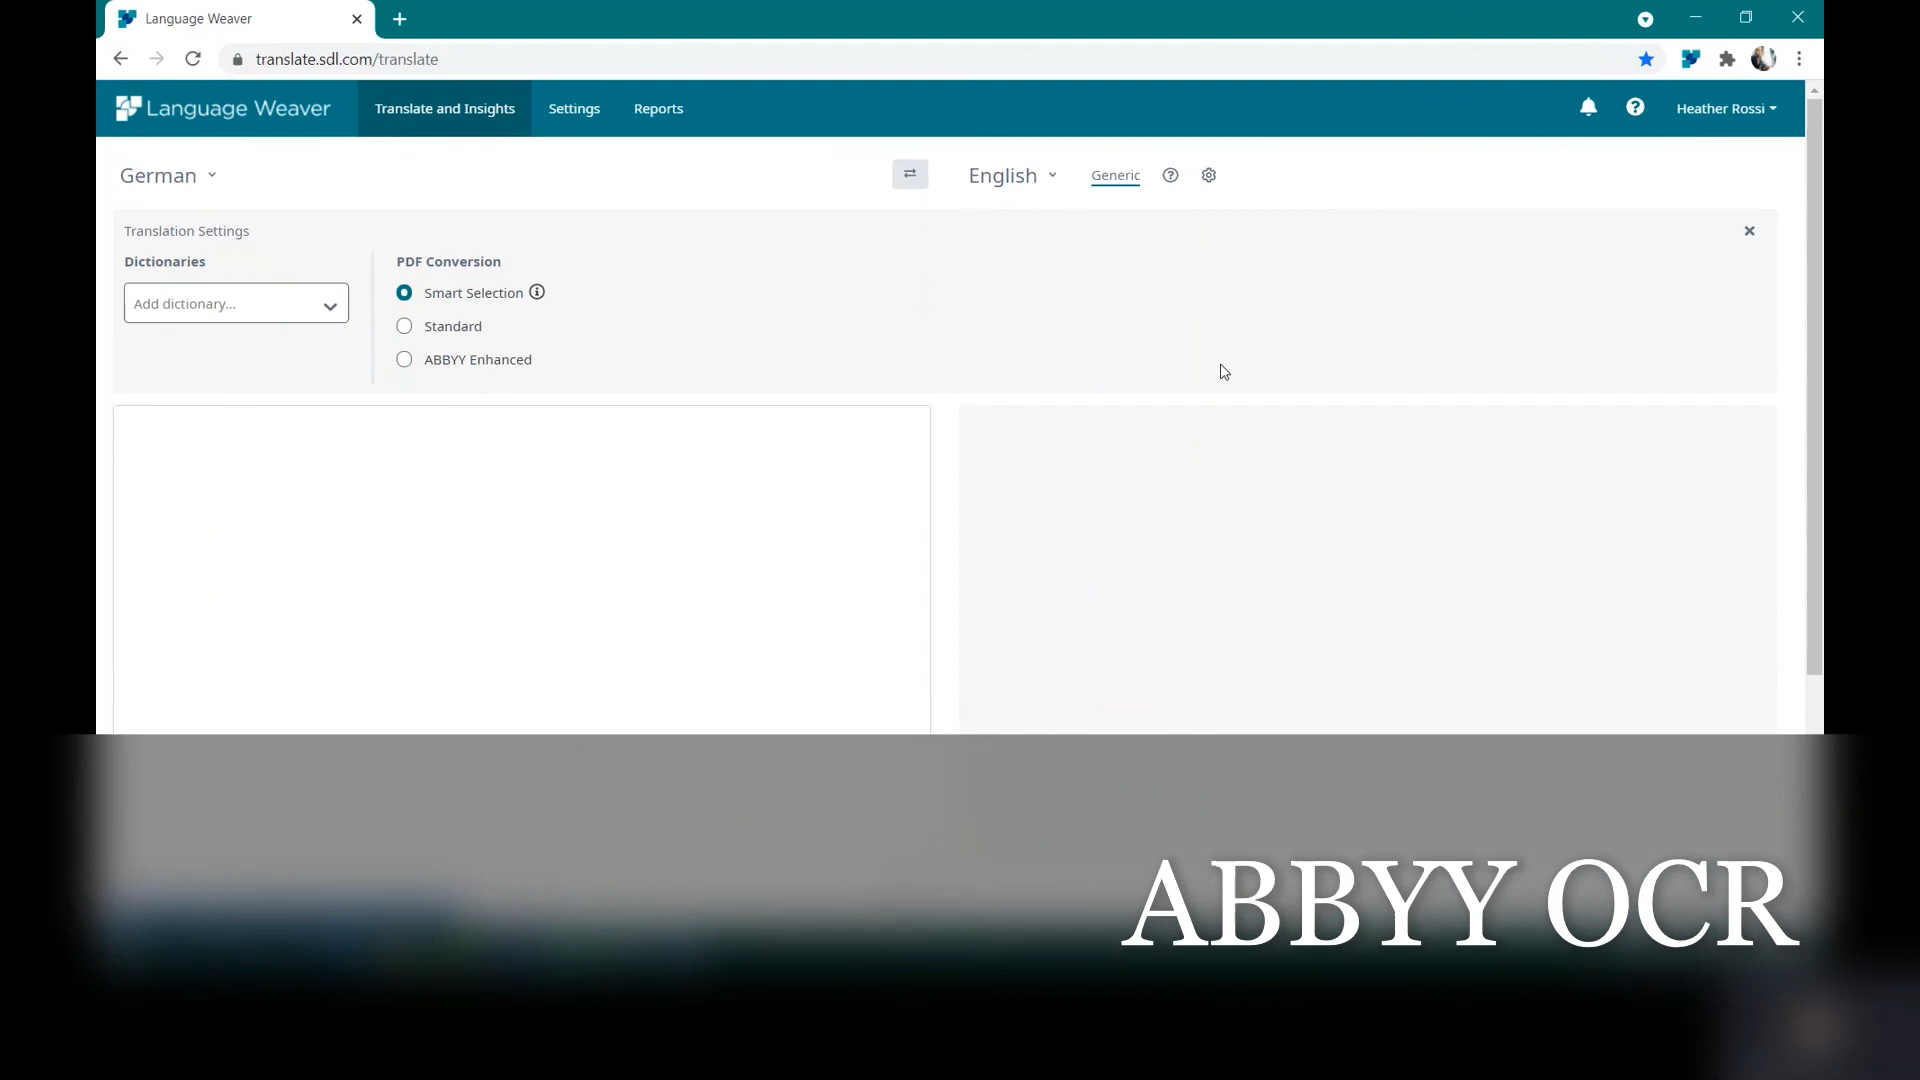 Language Weaver
translate.sdl.com/translate
Language Weaver Translate and Insights Settings Reports Heather Rossi
German English Generic
Translation Settings
Dictionaries PDF Conversion
Add dictionary... Smart Selection
Standard
ABBYY Enhanced
ABBYY OCR